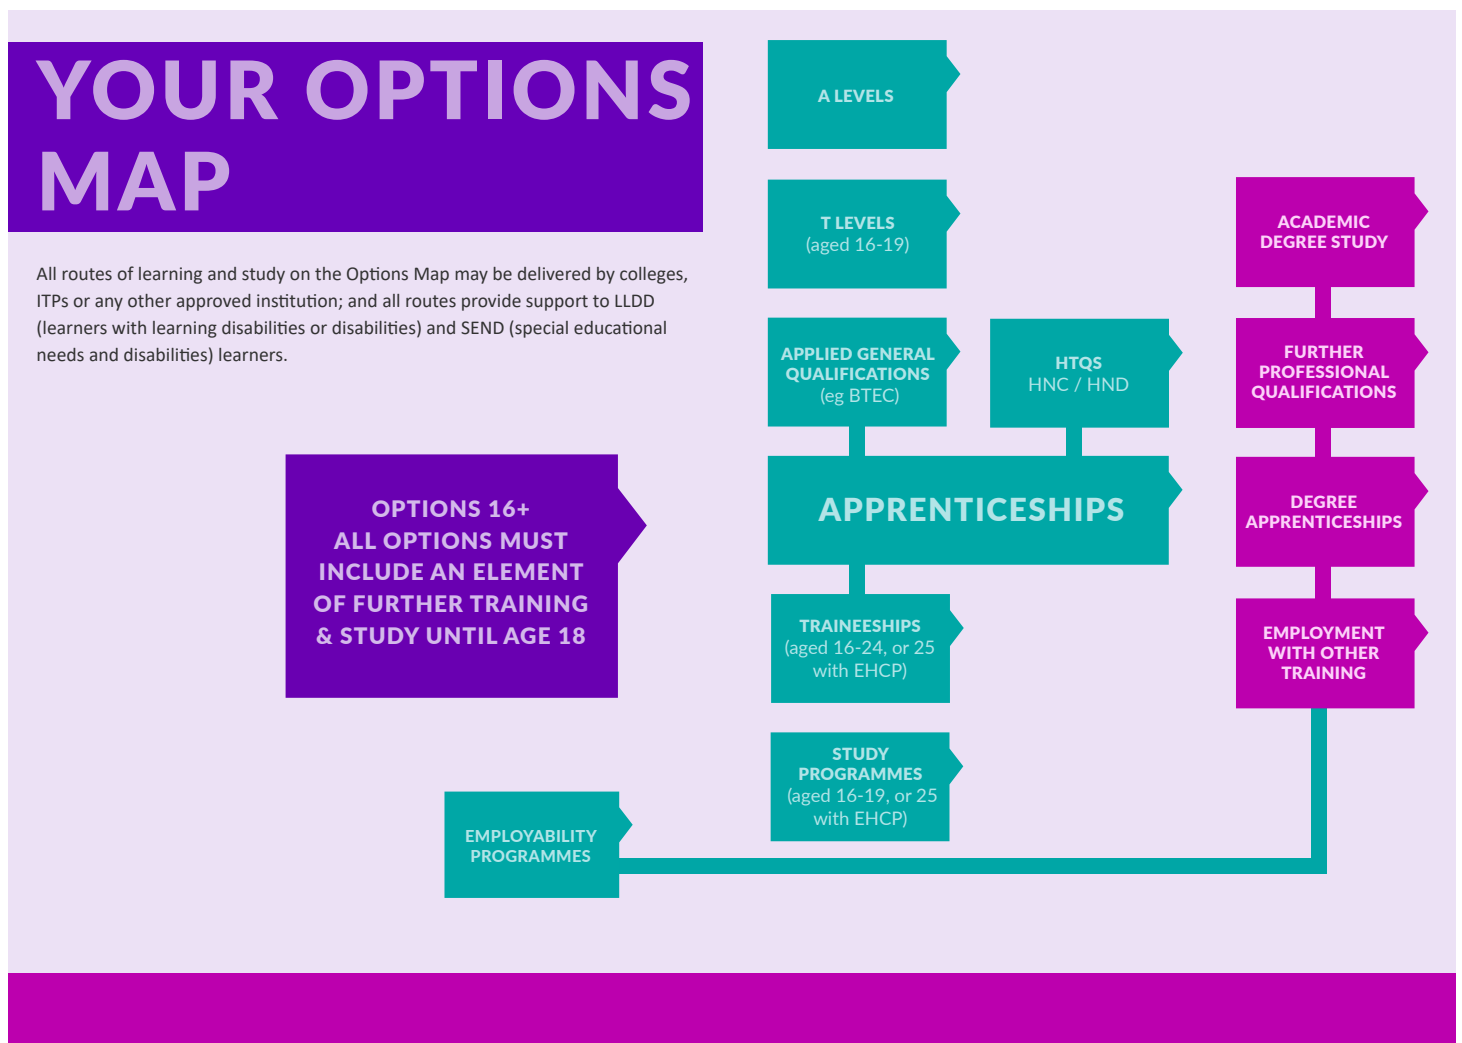 YOUR OPTIONS
MAP
All routes of learning and study on the Options Map may be delivered by colleges,
ITPs or any other approved institution; and all routes provide support to LLDD
(learners with learning disabilities or disabilities) and SEND (special educational
needs and disabilities) learners.
OPTIONS 16+
ALL OPTIONS MUST
INCLUDE AN ELEMENT
OF FURTHER TRAINING
& STUDY UNTIL AGE 18
EMPLOYABILITY
PROGRAMMES
A LEVELS
T LEVELS
(aged 16-19)
APPLIED GENERAL
QUALIFICATIONS
(eg BTEC)
HTQS
HNC / HND
APPRENTICESHIPS
TRAINEESHIPS
(aged 16-24, or 25
with EHCP)
STUDY
PROGRAMMES
(aged 16-19, or 25
with EHCP)
ACADEMIC
DEGREE STUDY
FURTHER
PROFESSIONAL
QUALIFICATIONS
DEGREE
APPRENTICESHIPS
EMPLOYMENT
WITH OTHER
TRAINING